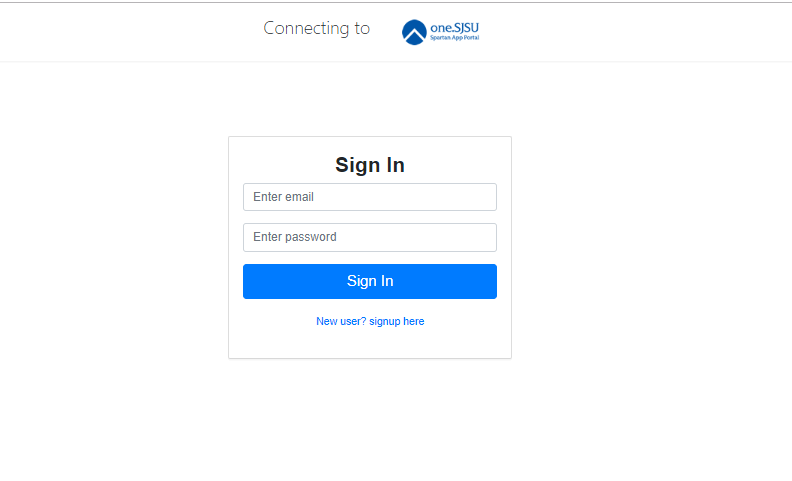 Connecting to
one.SJSU
Spartan App Portal
Sign In
Enter email
Enter password
Sign In
New user? signup here